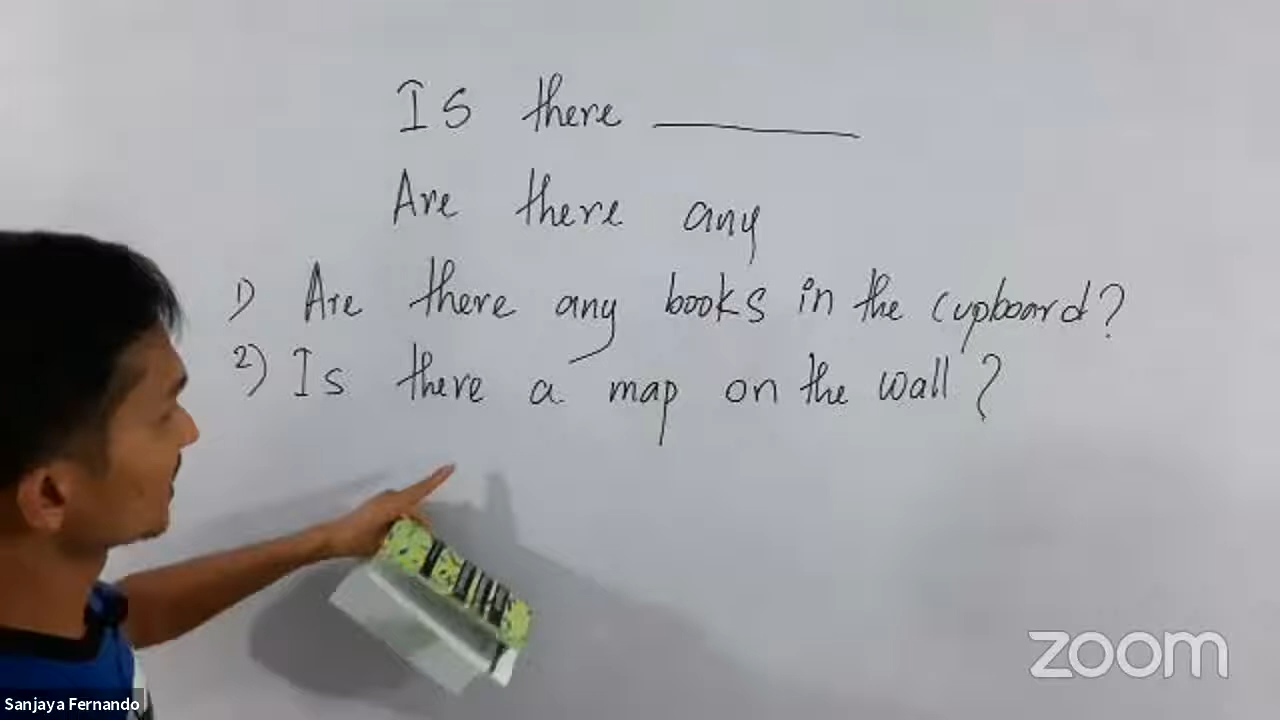 Is there ________
Are there any
1) Are there any books in the cupboard?
2) Is there a map on the wall?
zoom
Sanjaya Fernando